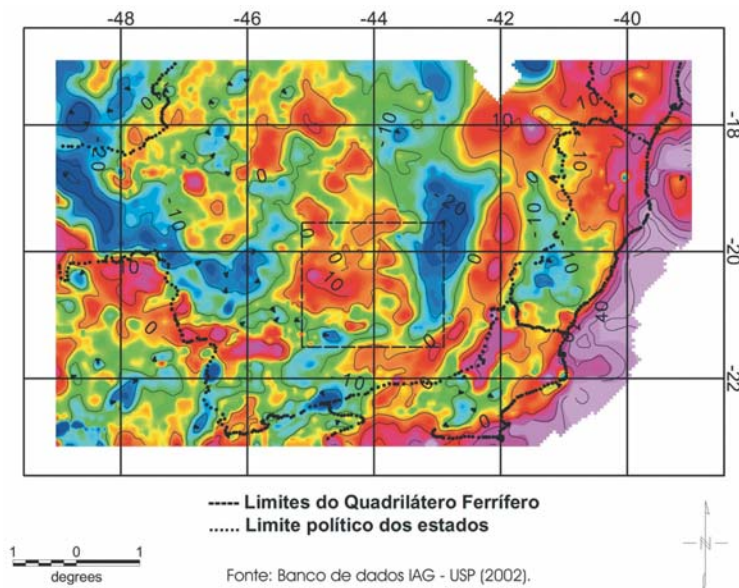 -48 -46 -44 -42 -40
-18
-20
-22
----- Limites do Quadrilátero Ferrífero
...... Limite político dos estados
1 0 1
degrees
N
Fonte: Banco de dados IAG - USP (2002).